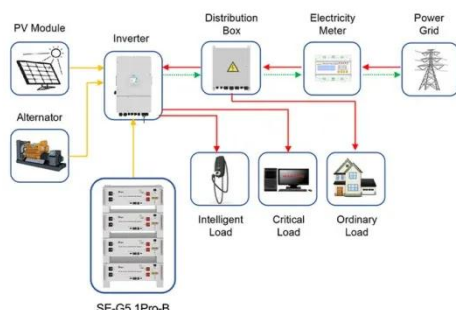 PV Module
Inverter
Distribution
Box
Electricity
Meter
Power
Grid
Alternator
Intelligent
Load
Critical
Load
Ordinary
Load
SE-G5.1Pro-B